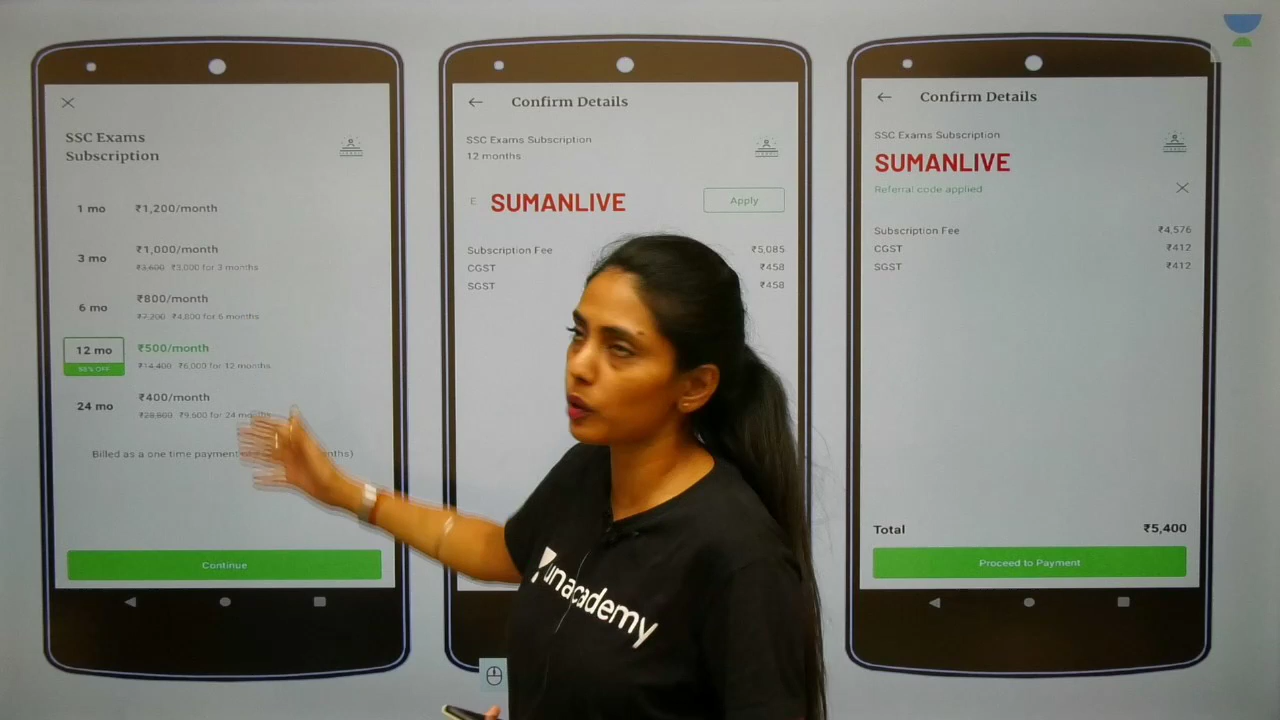 SSC Exams
Subscription
1 mo ₹1,200/month
3 mo ₹1,000/month
₹3,600 ₹3,000 for 3 months
6 mo ₹800/month
₹7,200 ₹4,800 for 6 months
12 mo ₹500/month
₹14,400 ₹6,000 for 12 months
24 mo ₹400/month
₹28,800 ₹9,600 for 24 months
Billed as a one time payment
Continue
Confirm Details
SSC Exams Subscription
12 months
E SUMANLIVE
Apply
Subscription Fee ₹5,085
CGST ₹458
SGST ₹458
unacademy
Confirm Details
SSC Exams Subscription
SUMANLIVE
Referral code applied
Subscription Fee ₹4,576
CGST ₹412
SGST ₹412
Total ₹5,400
Proceed to Payment